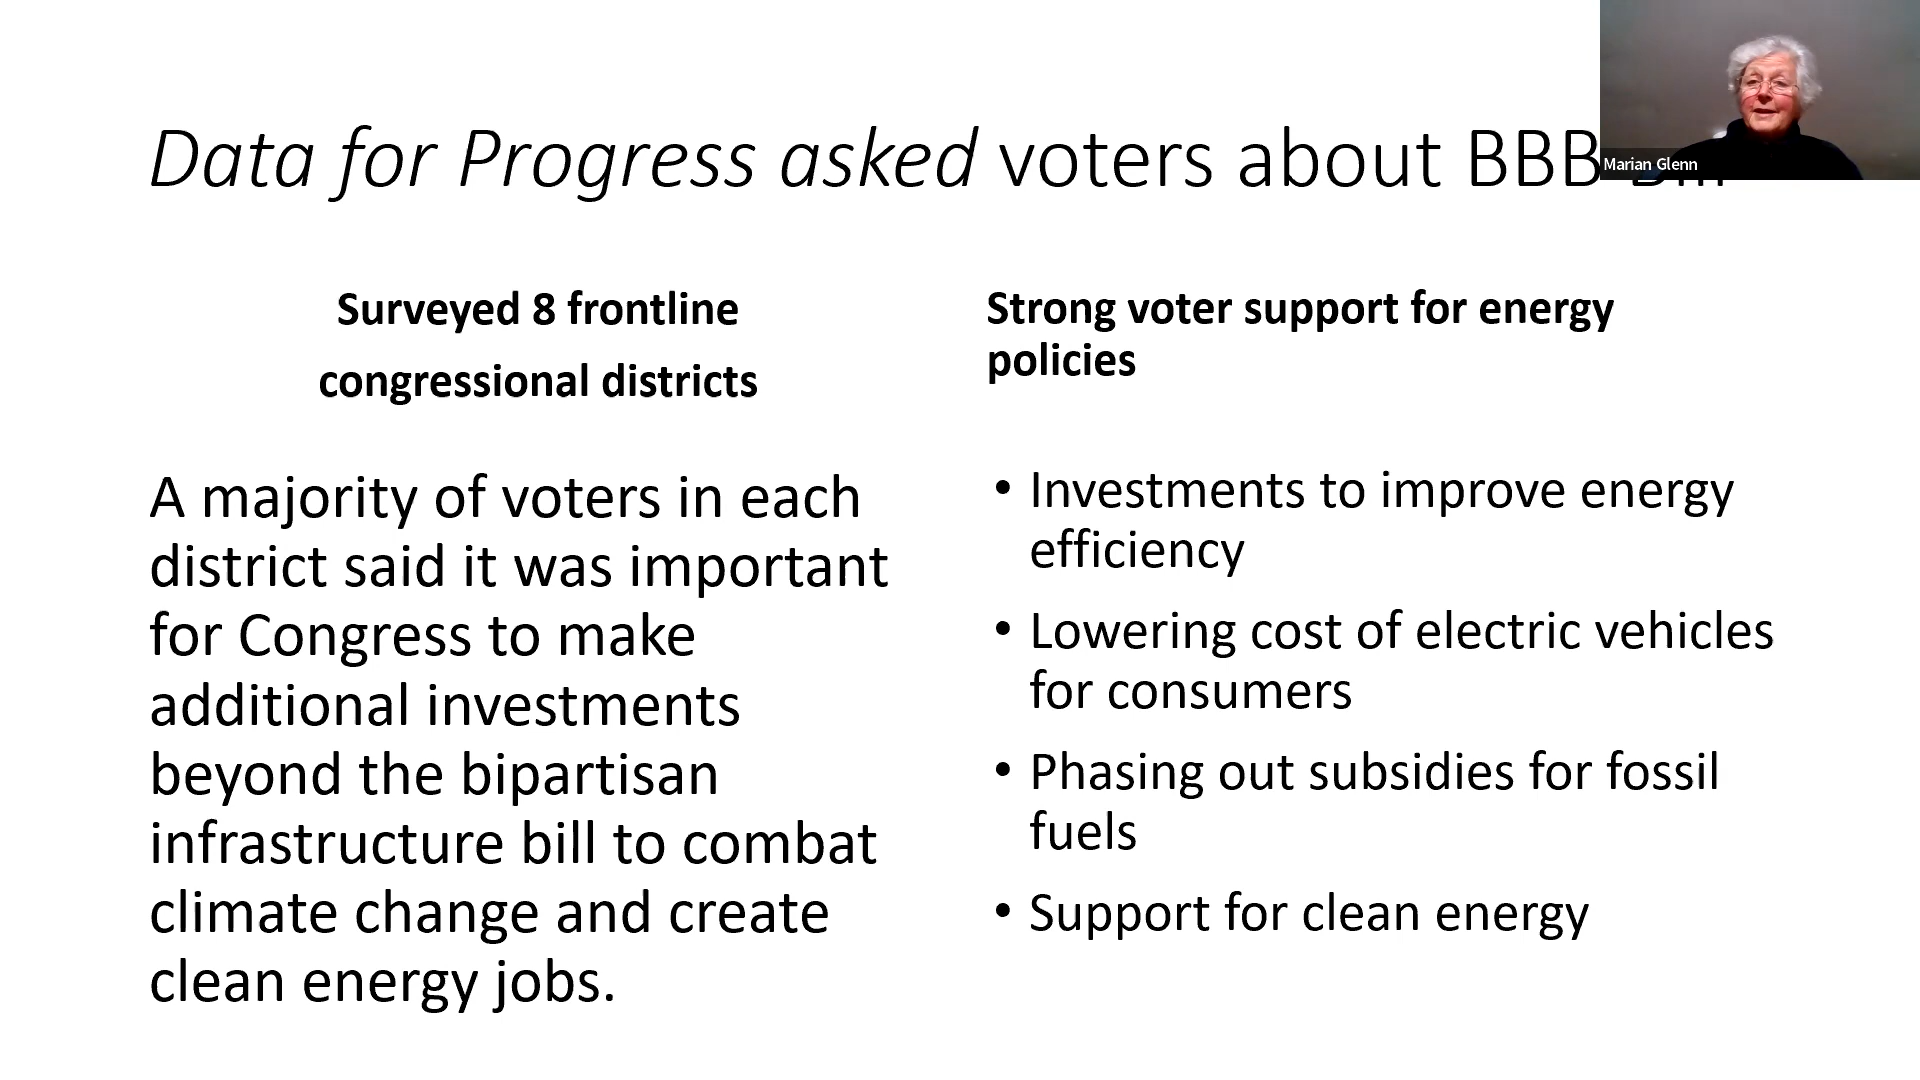 Data for Progress asked voters about BBB
Marian Glenn
Surveyed 8 frontline
congressional districts
A majority of voters in each
district said it was important
for Congress to make
additional investments
beyond the bipartisan
infrastructure bill to combat
climate change and create
clean energy jobs.
Strong voter support for energy
policies
• Investments to improve energy
efficiency
• Lowering cost of electric vehicles
for consumers
• Phasing out subsidies for fossil
fuels
• Support for clean energy